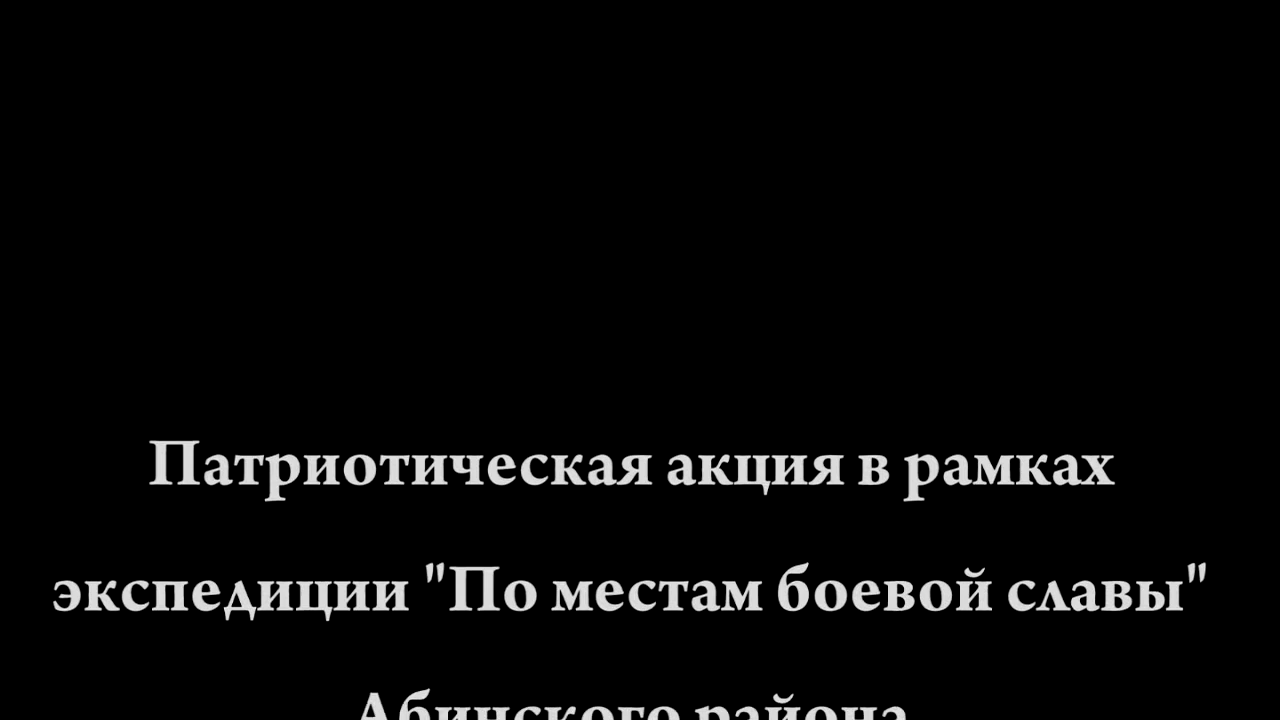 Патриотическая акция в рамках
экспедиции "По местам боевой славы"
Абинского района